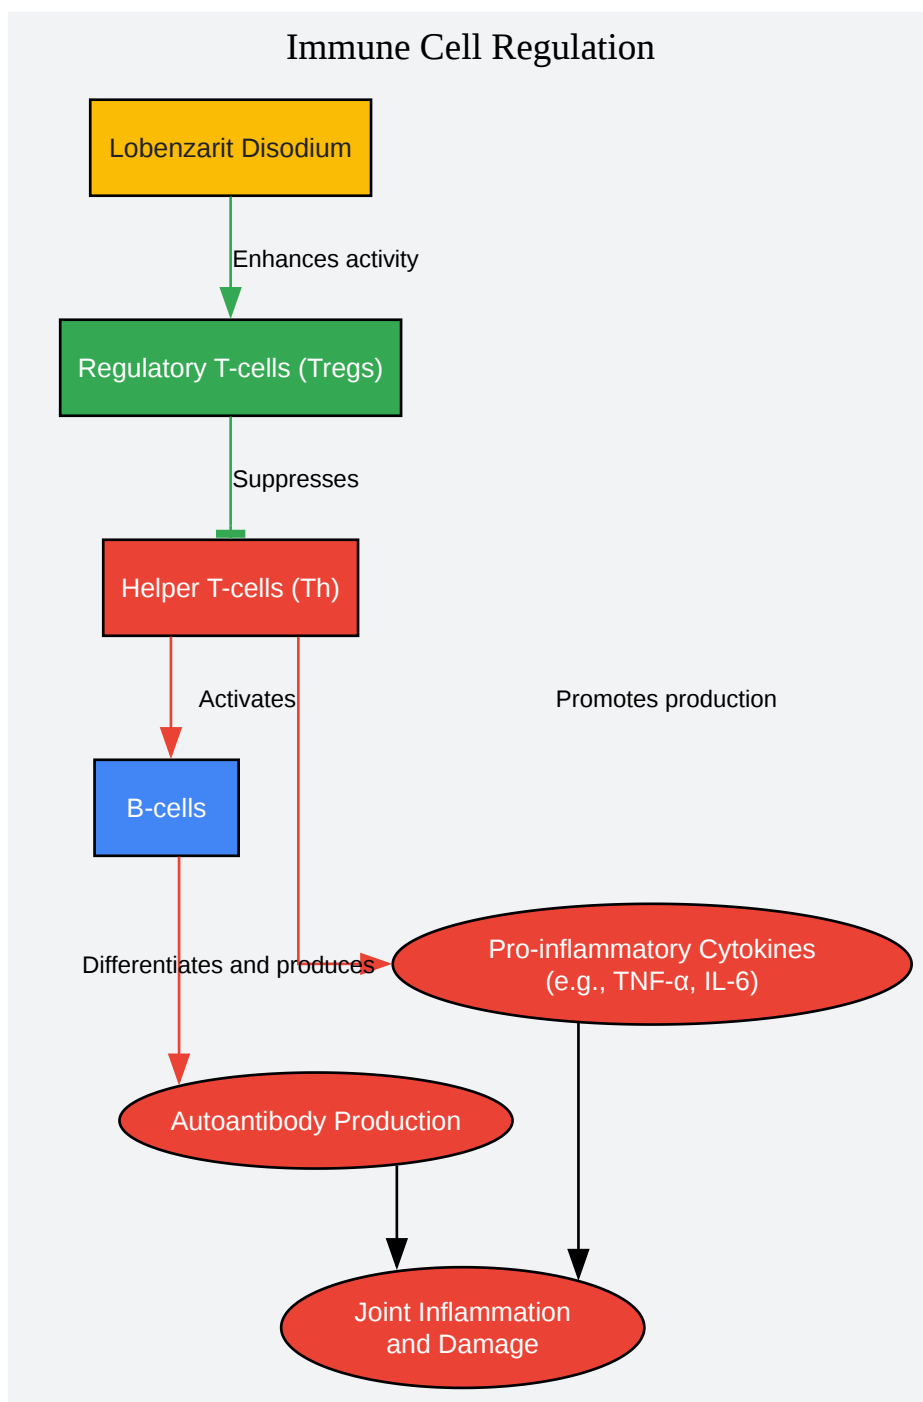 Immune Cell Regulation
Lobenzarit Disodium
Enhances activity
Regulatory T-cells (Tregs)
Suppresses
Helper T-cells (Th)
Activates
Promotes production
B-cells
Differentiates and produces
Pro-inflammatory Cytokines
(e.g., TNF-α, IL-6)
Autoantibody Production
Joint Inflammation
and Damage